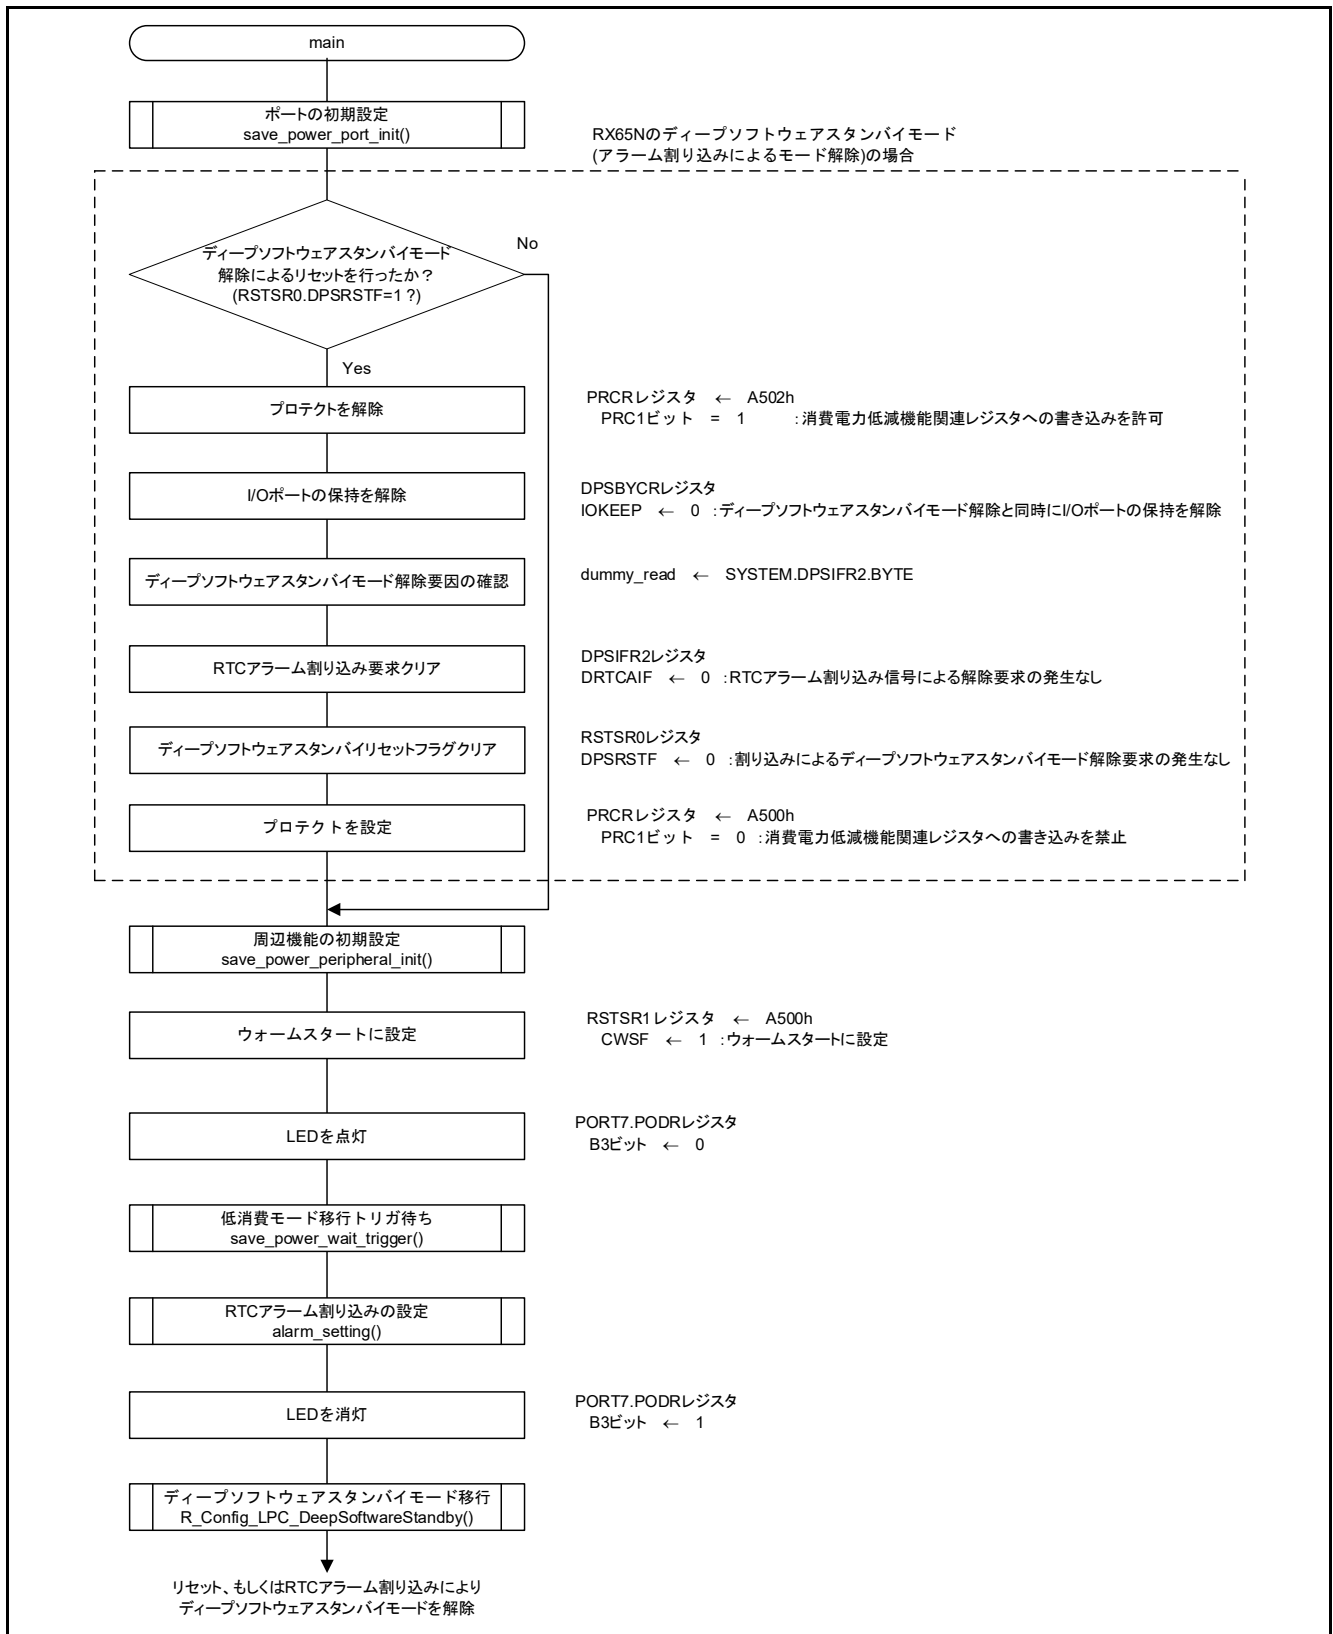 main
ポートの初期設定
save_power_port_init()
RX65Nのディープソフトウェアスタンバイモード
(アラーム割り込みによるモード解除)の場合
ディープソフトウェアスタンバイモード
解除によるリセットを行ったか?
(RSTSR0.DPSRSTF=1 ?)
No
Yes
プロテクトを解除
PRCRレジスタ ← A502h
PRC1ビット = 1 :消費電力低減機能関連レジスタへの書き込みを許可
I/Oポートの保持を解除
DPSBYCRレジスタ
IOKEEP ← 0 :ディープソフトウェアスタンバイモード解除と同時にI/Oポートの保持を解除
ディープソフトウェアスタンバイモード解除要因の確認
dummy_read ← SYSTEM.DPSIFR2.BYTE
RTCアラーム割り込み要求クリア
DPSIFR2レジスタ
DRTCAIF ← 0 :RTCアラーム割り込み信号による解除要求の発生なし
ディープソフトウェアスタンバイリセットフラグクリア
RSTSR0レジスタ
DPSRSTF ← 0 :割り込みによるディープソフトウェアスタンバイモード解除要求の発生なし
プロテクトを設定
PRCRレジスタ ← A500h
PRC1ビット = 0 :消費電力低減機能関連レジスタへの書き込みを禁止
周辺機能の初期設定
save_power_peripheral_init()
ウォームスタートに設定
RSTSR1レジスタ ← A500h
CWSF ← 1 :ウォームスタートに設定
LEDを点灯
PORT7.PODRレジスタ
B3ビット ← 0
低消費モード移行トリガ待ち
save_power_wait_trigger()
RTCアラーム割り込みの設定
alarm_setting()
LEDを消灯
PORT7.PODRレジスタ
B3ビット ← 1
ディープソフトウェアスタンバイモード移行
R_Config_LPC_DeepSoftwareStandby()
リセット、もしくはRTCアラーム割り込みにより
ディープソフトウェアスタンバイモードを解除